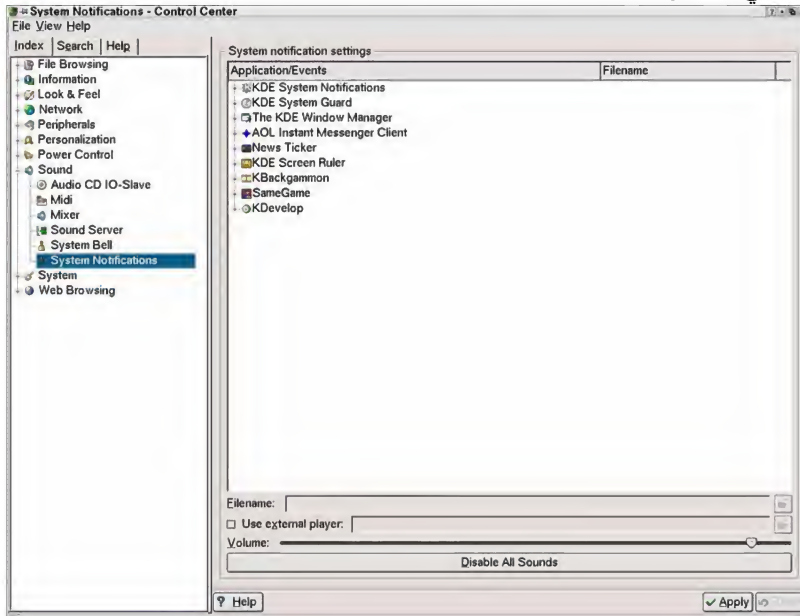 System Notifications - Control Center
File View Help
Index Search Help
File Browsing
Information
Look & Feel
Network
Peripherals
Personalization
Power Control
Sound
Audio CD IO-Slave
Midi
Mixer
Sound Server
System Bell
System Notifications
System
Web Browsing
System notification settings
Application/Events Filename
KDE System Notifications
KDE System Guard
The KDE Window Manager
AOL Instant Messenger Client
News Ticker
KDE Screen Ruler
KBackgammon
SameGame
KDevelop
Filename:
Use external player:
Volume:
Disable All Sounds
? Help
Apply